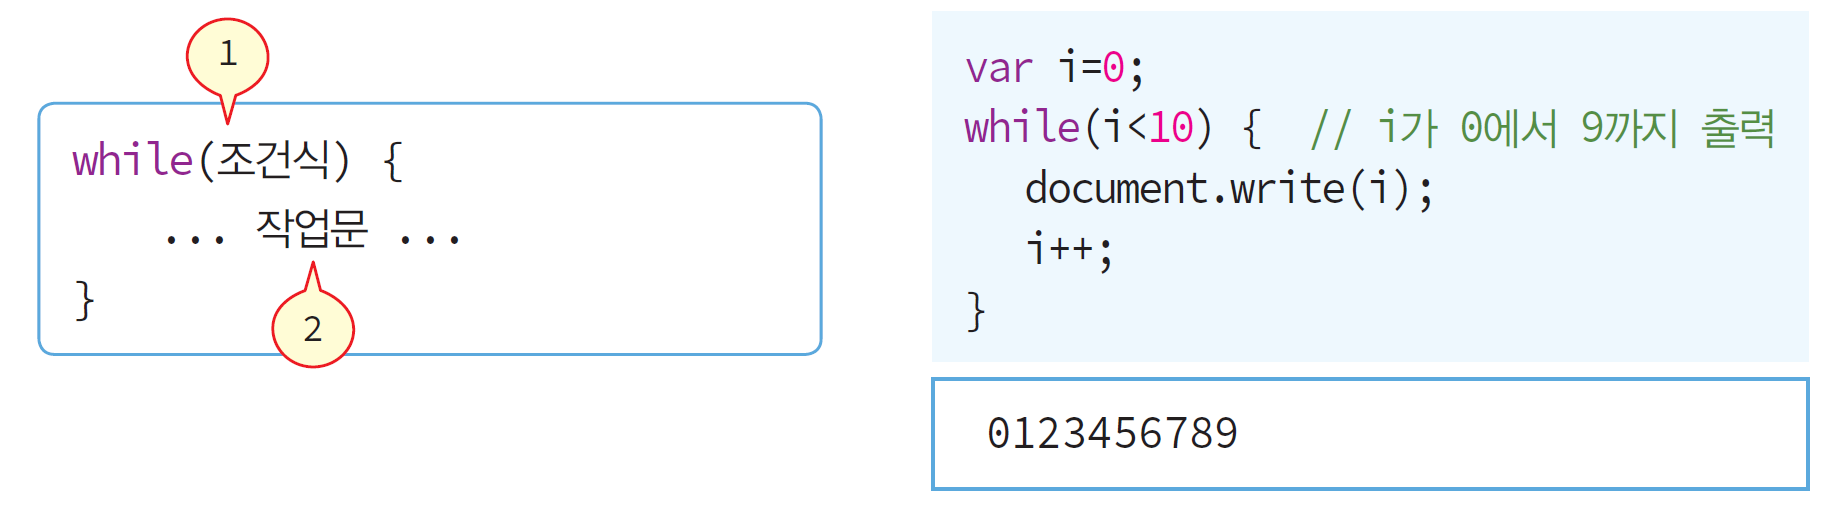 1
while(조건식) {
... 작업문 ...
}
2
var i=0;
while(i<10) { // i가 0에서 9까지 출력
document.write(i);
i++;
}
0123456789